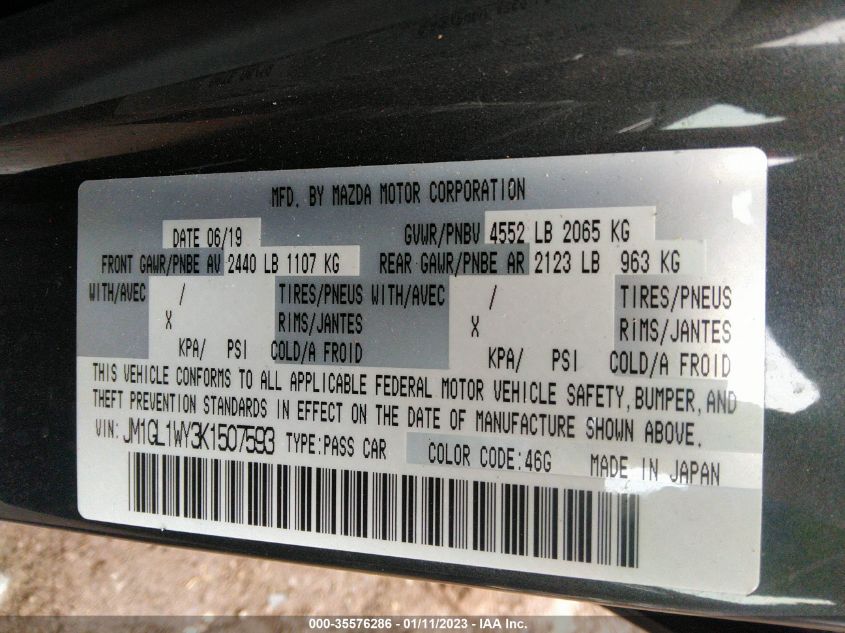 MFD. BY MAZDA MOTOR CORPORATION
DATE 06/19 GVWR/PNBV 4552 LB 2065 KG
FRONT GAWR/PNBE AV 2440 LB 1107 KG REAR GAWR/PNBE AR 2123 LB 963 KG
WITH/AVEC / TIRES/PNEUS WITH/AVEC / TIRES/PNEUS
X RIMS/JANTES X RIMS/JANTES
KPA/ PSI COLD/A FROID KPA/ PSI COLD/A FROID
THIS VEHICLE CONFORMS TO ALL APPLICABLE FEDERAL MOTOR VEHICLE SAFETY, BUMPER, AND
THEFT PREVENTION STANDARDS IN EFFECT ON THE DATE OF MANUFACTURE SHOWN ABOVE.
VIN: JM1GL1WY3K1507593 TYPE:PASS CAR COLOR CODE:46G MADE IN JAPAN
000-35576286 - 01/11/2023 - IAA Inc.